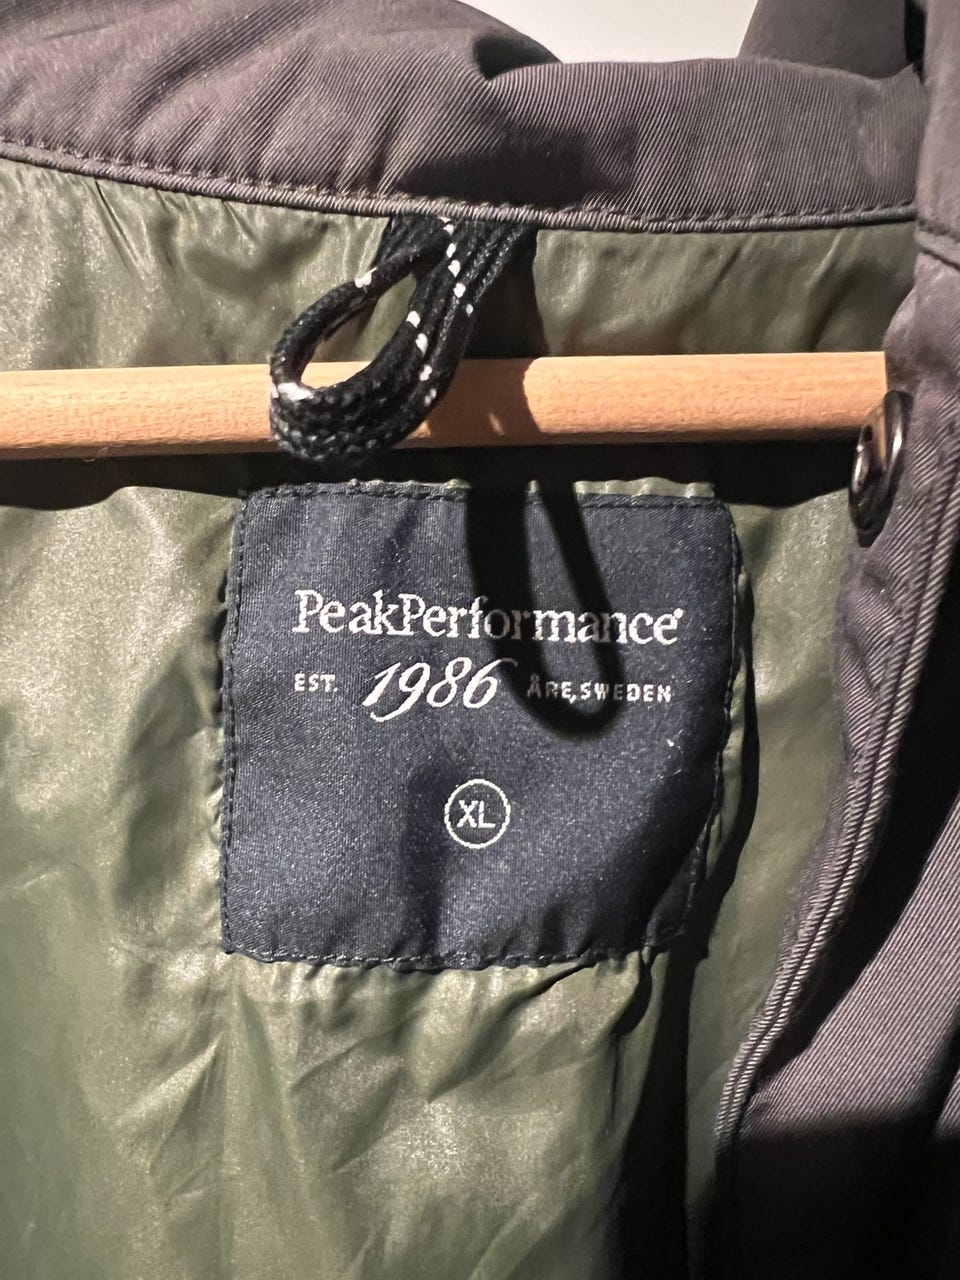 PeakPerformance®
EST. 1986 ÅRE, SWEDEN
XL